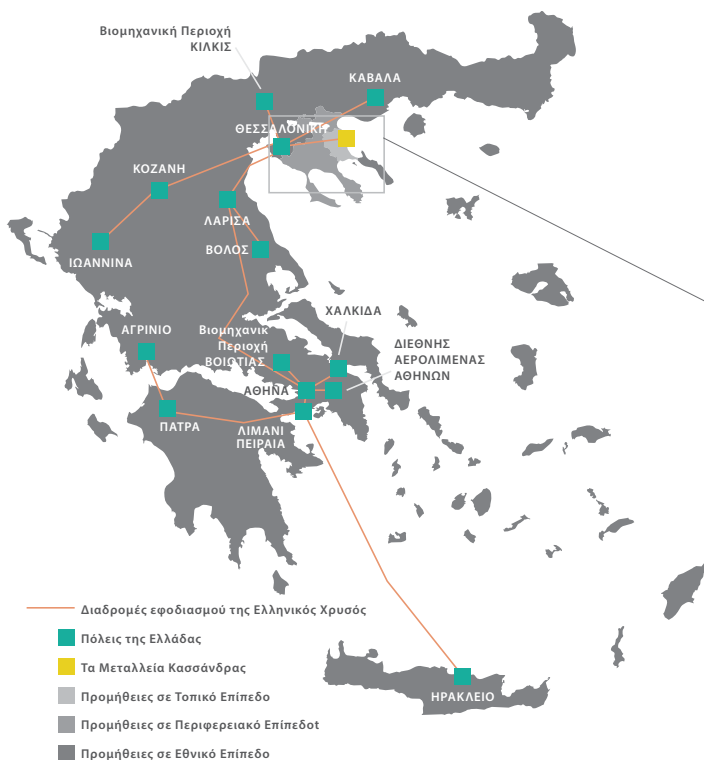 Βιομηχανική Περιοχή
ΚΙΛΚΙΣ
ΚΑΒΑΛΑ
ΘΕΣΣΑΛΟΝΙΚΗ
ΚΟΖΑΝΗ
ΛΑΡΙΣΑ
ΙΩΑΝΝΙΝΑ
ΒΟΛΟΣ
ΧΑΛΚΙΔΑ
ΑΓΡΙΝΙΟ
Βιομηχανικ
Περιοχή
ΒΟΙΩΤΙΑΣ
ΔΙΕΘΝΗΣ
ΑΕΡΟΛΙΜΕΝΑΣ
ΑΘΗΝΩΝ
ΑΘΗΝΑ
ΠΑΤΡΑ
ΛΙΜΑΝΙ
ΠΕΙΡΑΙΑ
Διαδρομές εφοδιασμού της Ελληνικός Χρυσός
Πόλεις της Ελλάδας
Τα Μεταλλεία Κασσάνδρας
Προμήθειες σε Τοπικό Επίπεδο
ΗΡΑΚΛΕΙΟ
Προμήθειες σε Περιφερειακό Επίπεδοt
Προμήθειες σε Εθνικό Επίπεδο